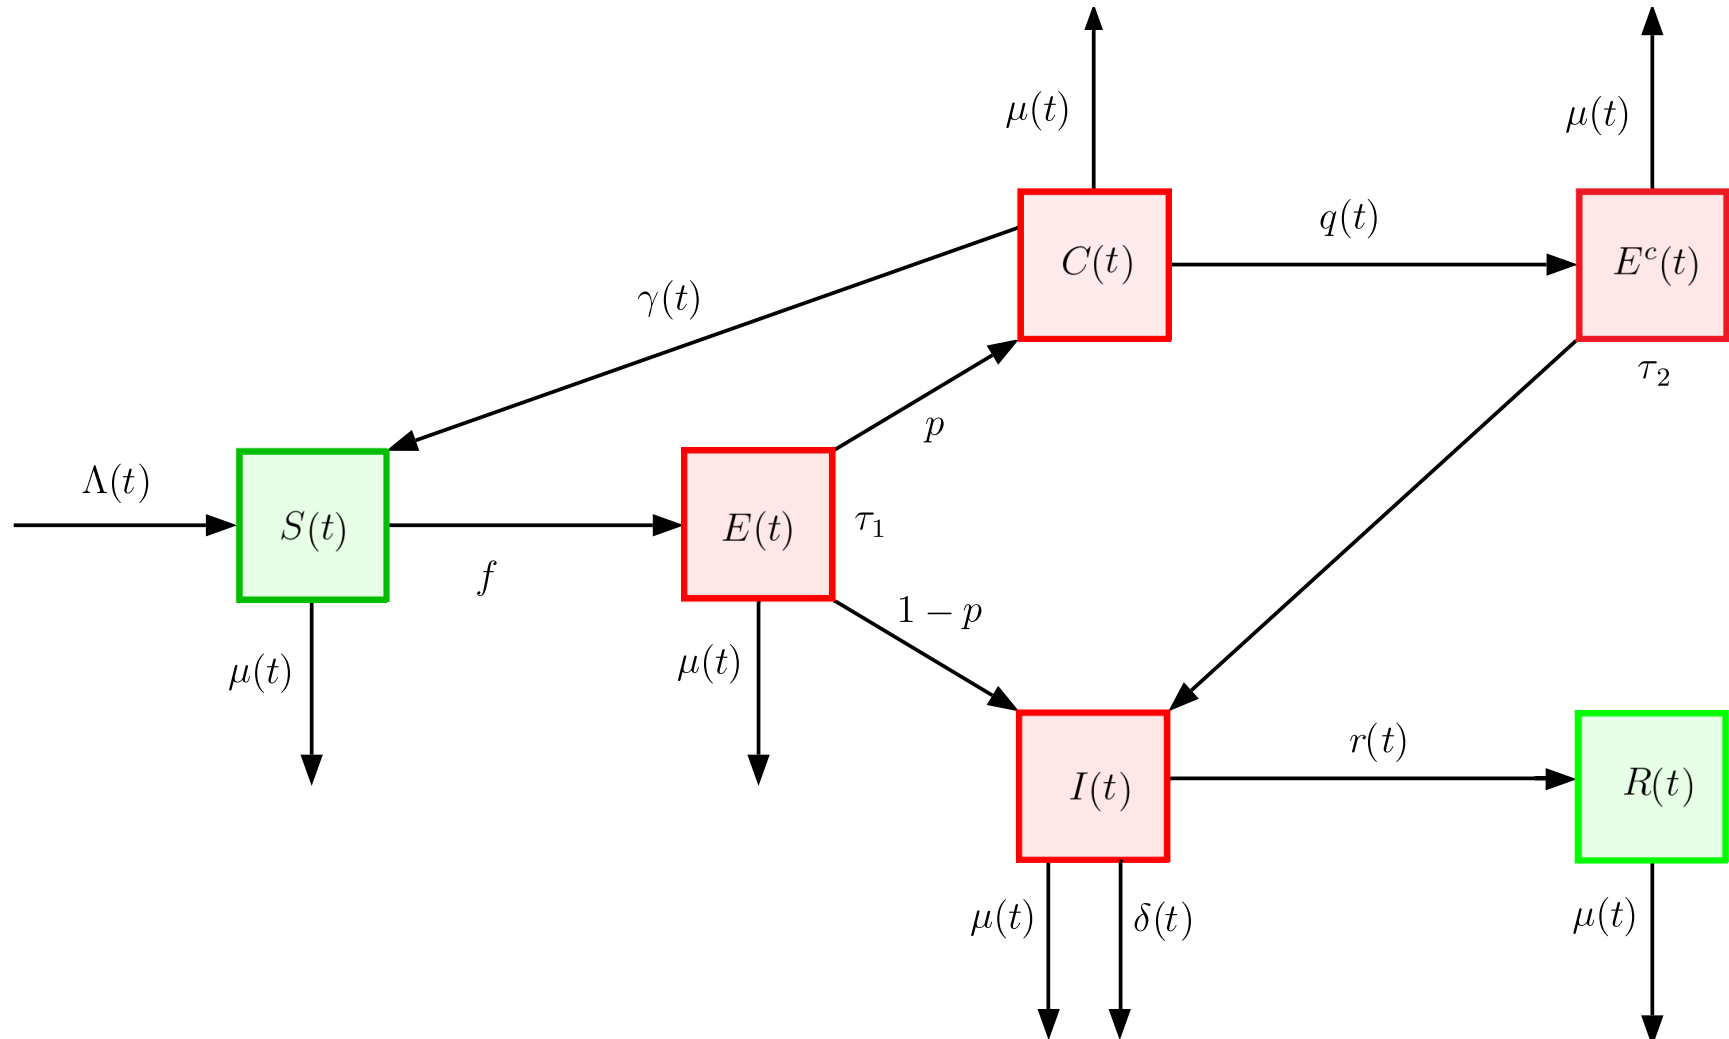 μ(t)
μ(t)
C(t)
q(t)
E^c(t)
γ(t)
τ_2
p
Λ(t)
S(t)
f
E(t)
τ_1
1 − p
μ(t)
μ(t)
I(t)
r(t)
R(t)
μ(t)
δ(t)
μ(t)